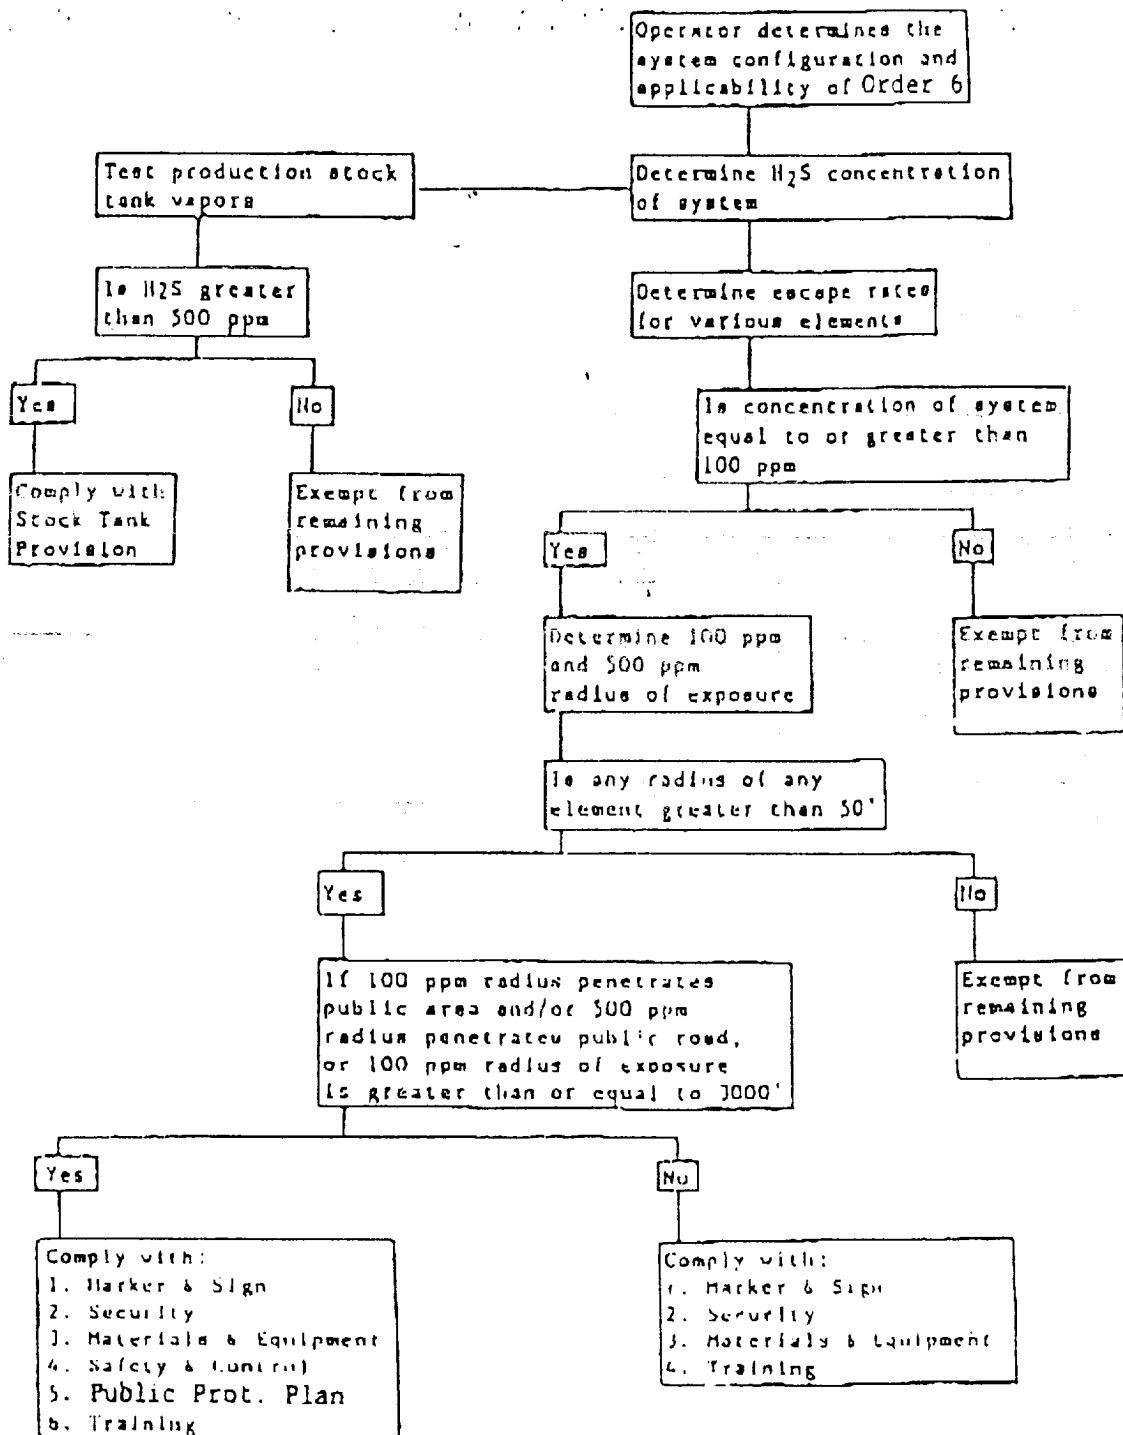 Operator determines the
system configuration and
applicability of Order 6
Test production stock
tank vapors
Determine H2S concentration
of system
Is H2S greater
than 500 ppm
Determine escape rates
for various elements
Yes
No
Is concentration of system
equal to or greater than
100 ppm
Comply with
Stock Tank
Provision
Exempt from
remaining
provisions
Yes
No
Determine 100 ppm
and 500 ppm
radius of exposure
Exempt from
remaining
provisions
Is any radius of any
element greater than 50'
Yes
No
If 100 ppm radius penetrates
public area and/or 500 ppm
radius penetrates public road,
or 100 ppm radius of exposure
is greater than or equal to 3000'
Exempt from
remaining
provisions
Yes
No
Comply with:
1. Marker & Sign
2. Security
3. Materials & Equipment
4. Safety & Control
5. Public Prot. Plan
6. Training
Comply with:
1. Marker & Sign
2. Security
3. Materials & Equipment
4. Training